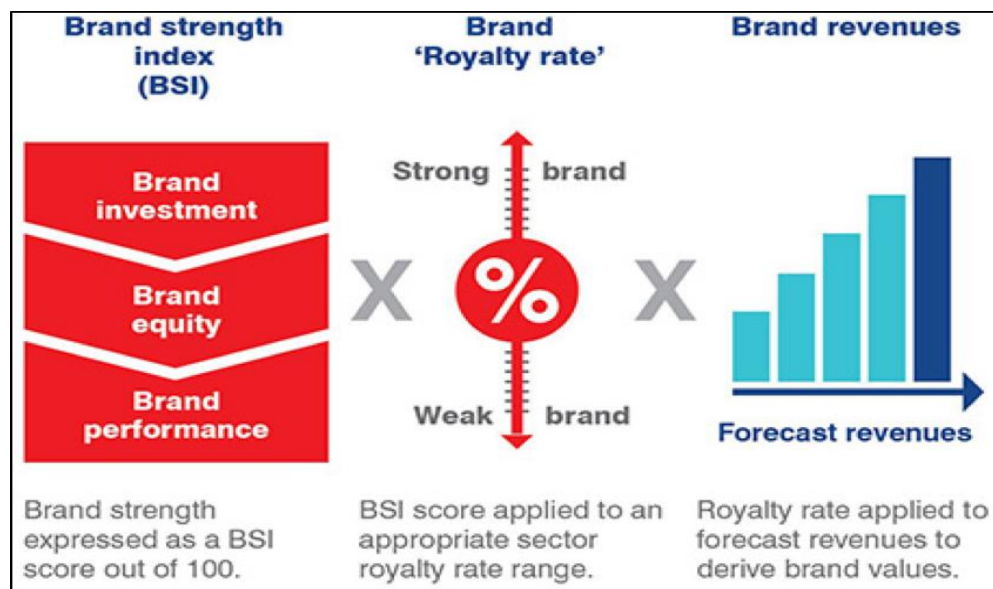 Brand strength
index
(BSI)
Brand
investment
Brand
equity
Brand
performance
Brand strength
expressed as a BSI
score out of 100.
X
Brand
‘Royalty rate’
Strong brand
%
Weak brand
BSI score applied to an
appropriate sector
royalty rate range.
X
Brand revenues
Forecast revenues
Royalty rate applied to
forecast revenues to
derive brand values.